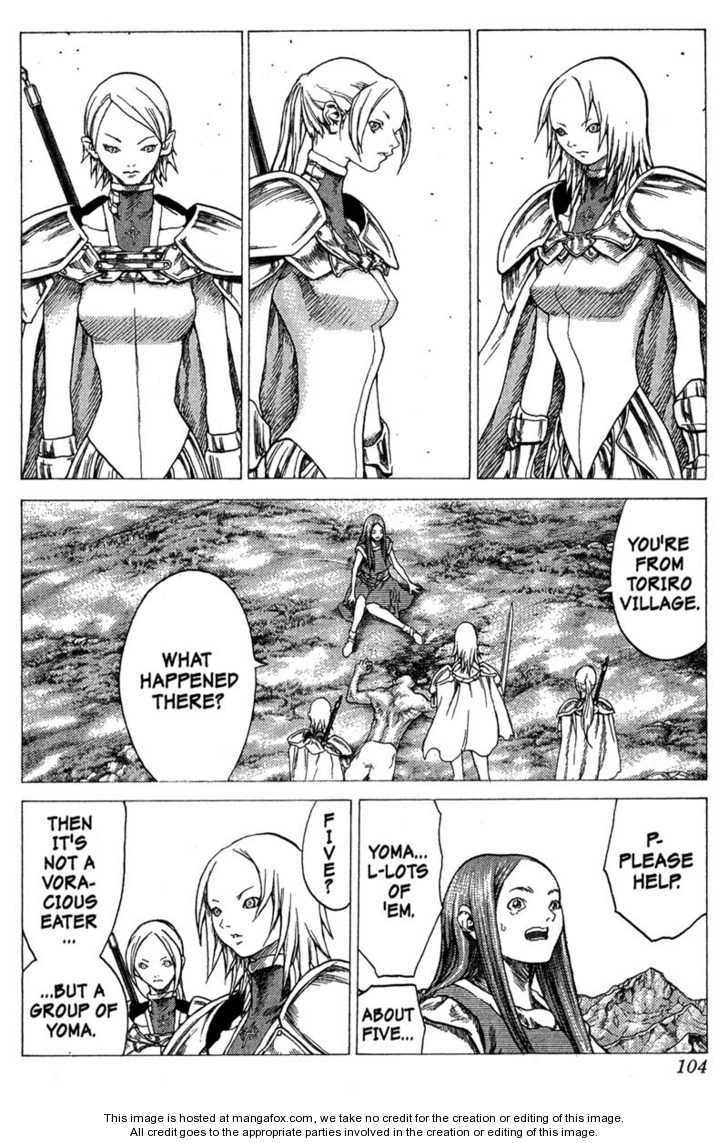 YOU'RE
FROM
TORIRO
VILLAGE.
WHAT
HAPPENED
THERE?
P-
PLEASE
HELP.
YOMA...
L-LOTS
OF
'EM.
ABOUT
FIVE...
FIVE?
THEN
IT'S
NOT A
VORA-
CIOUS
EATER
...
...BUT A
GROUP OF
YOMA.
104
This image is hosted at mangafox.com, we take no credit for the creation or editing of this image.
All credit goes to the appropriate parties involved in the creation or editing of this image.